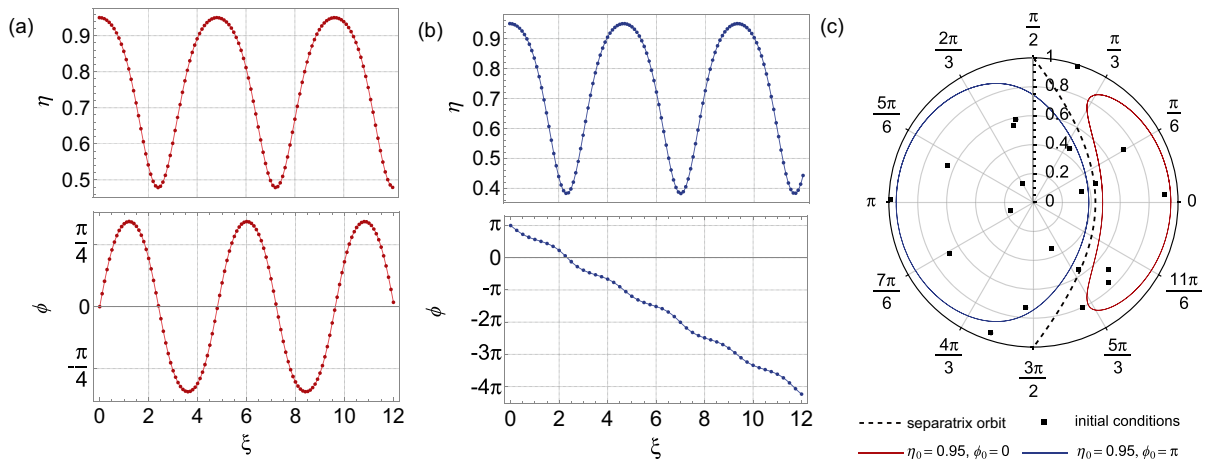 (a)
η
0.9
0.8
0.7
0.6
0.5
ϕ
π/4
0
-π/4
0 2 4 6 8 10 12
ξ
(b)
η
0.9
0.8
0.7
0.6
0.5
0.4
ϕ
π
0
-π
-2π
-3π
-4π
0 2 4 6 8 10 12
ξ
(c)
π/2
π/3
π/6
0
11π/6
5π/3
3π/2
4π/3
7π/6
π
5π/6
2π/3
1
0.8
0.6
0.4
0.2
0
separatrix orbit
initial conditions
η₀= 0.95, ϕ₀= 0
η₀= 0.95, ϕ₀= π